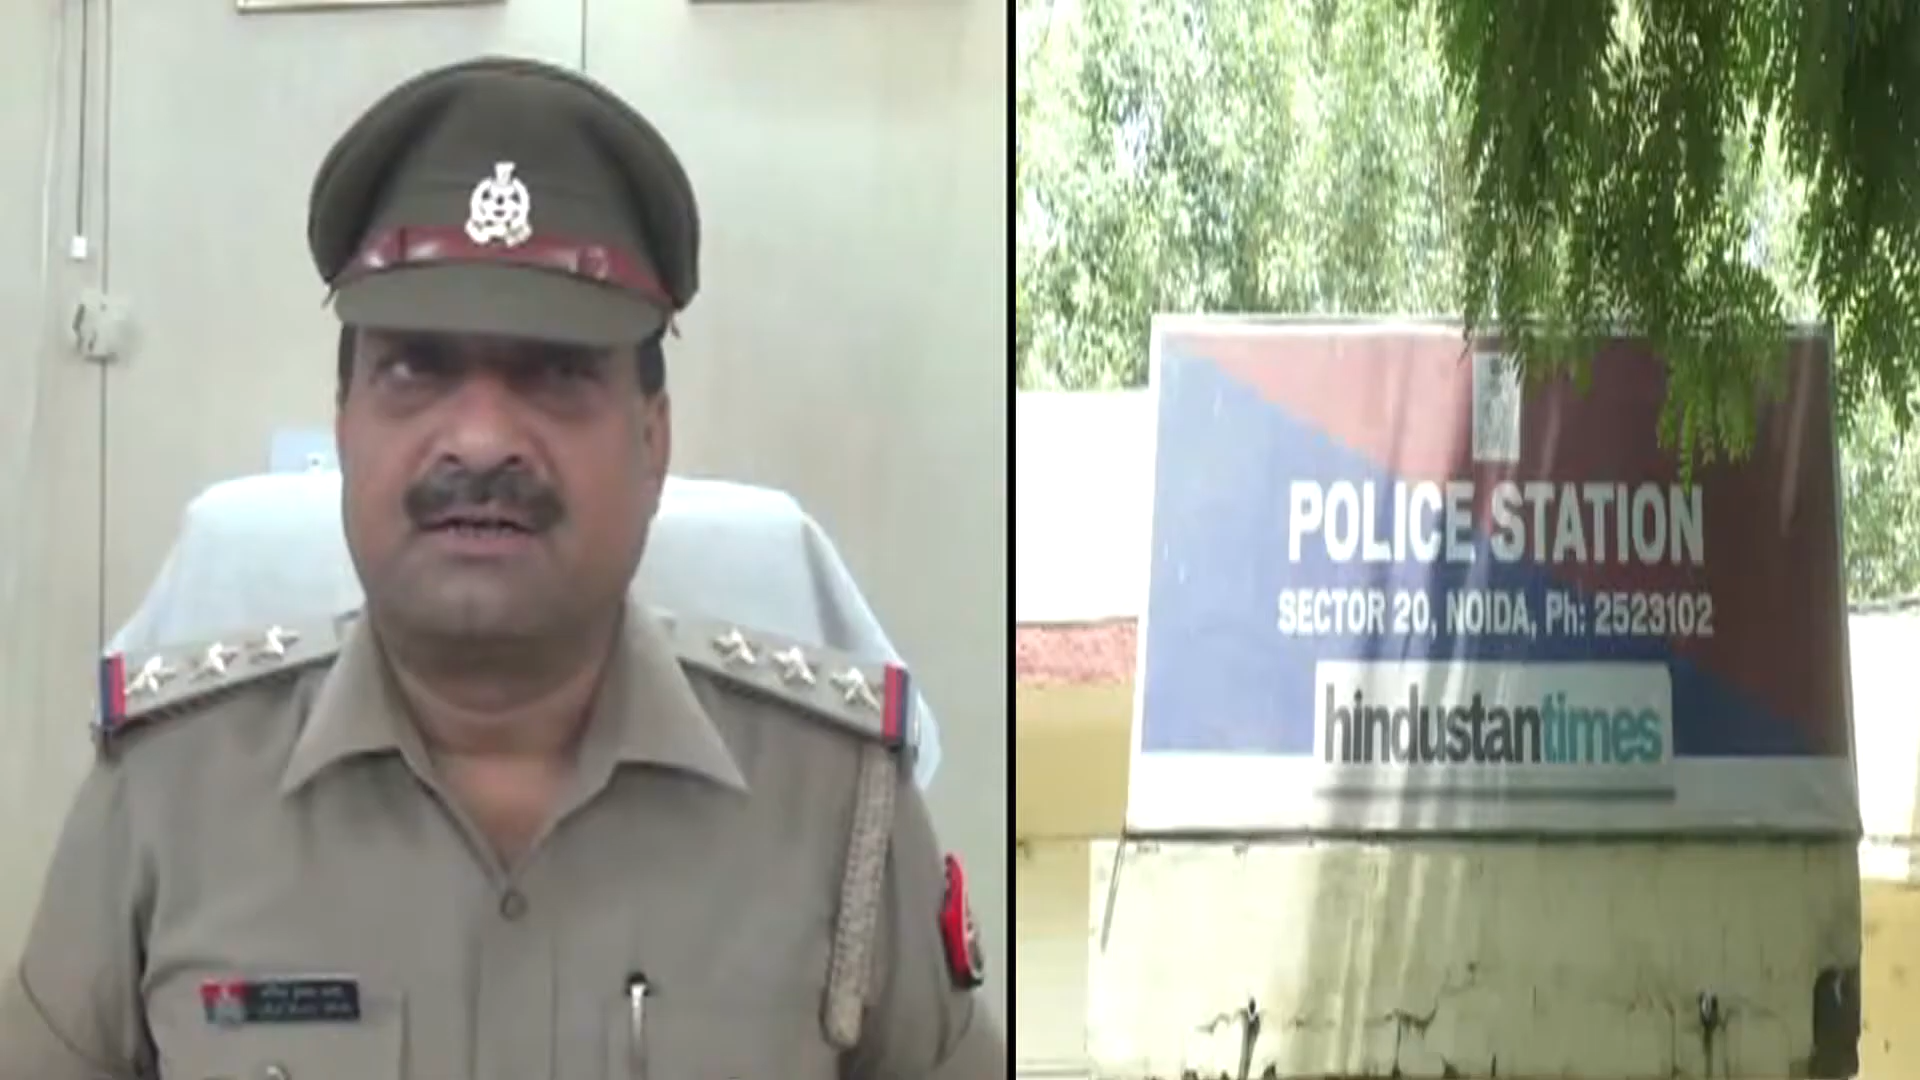 POLICE STATION
SECTOR 20, NOIDA, Ph: 2523102
hindustantimes